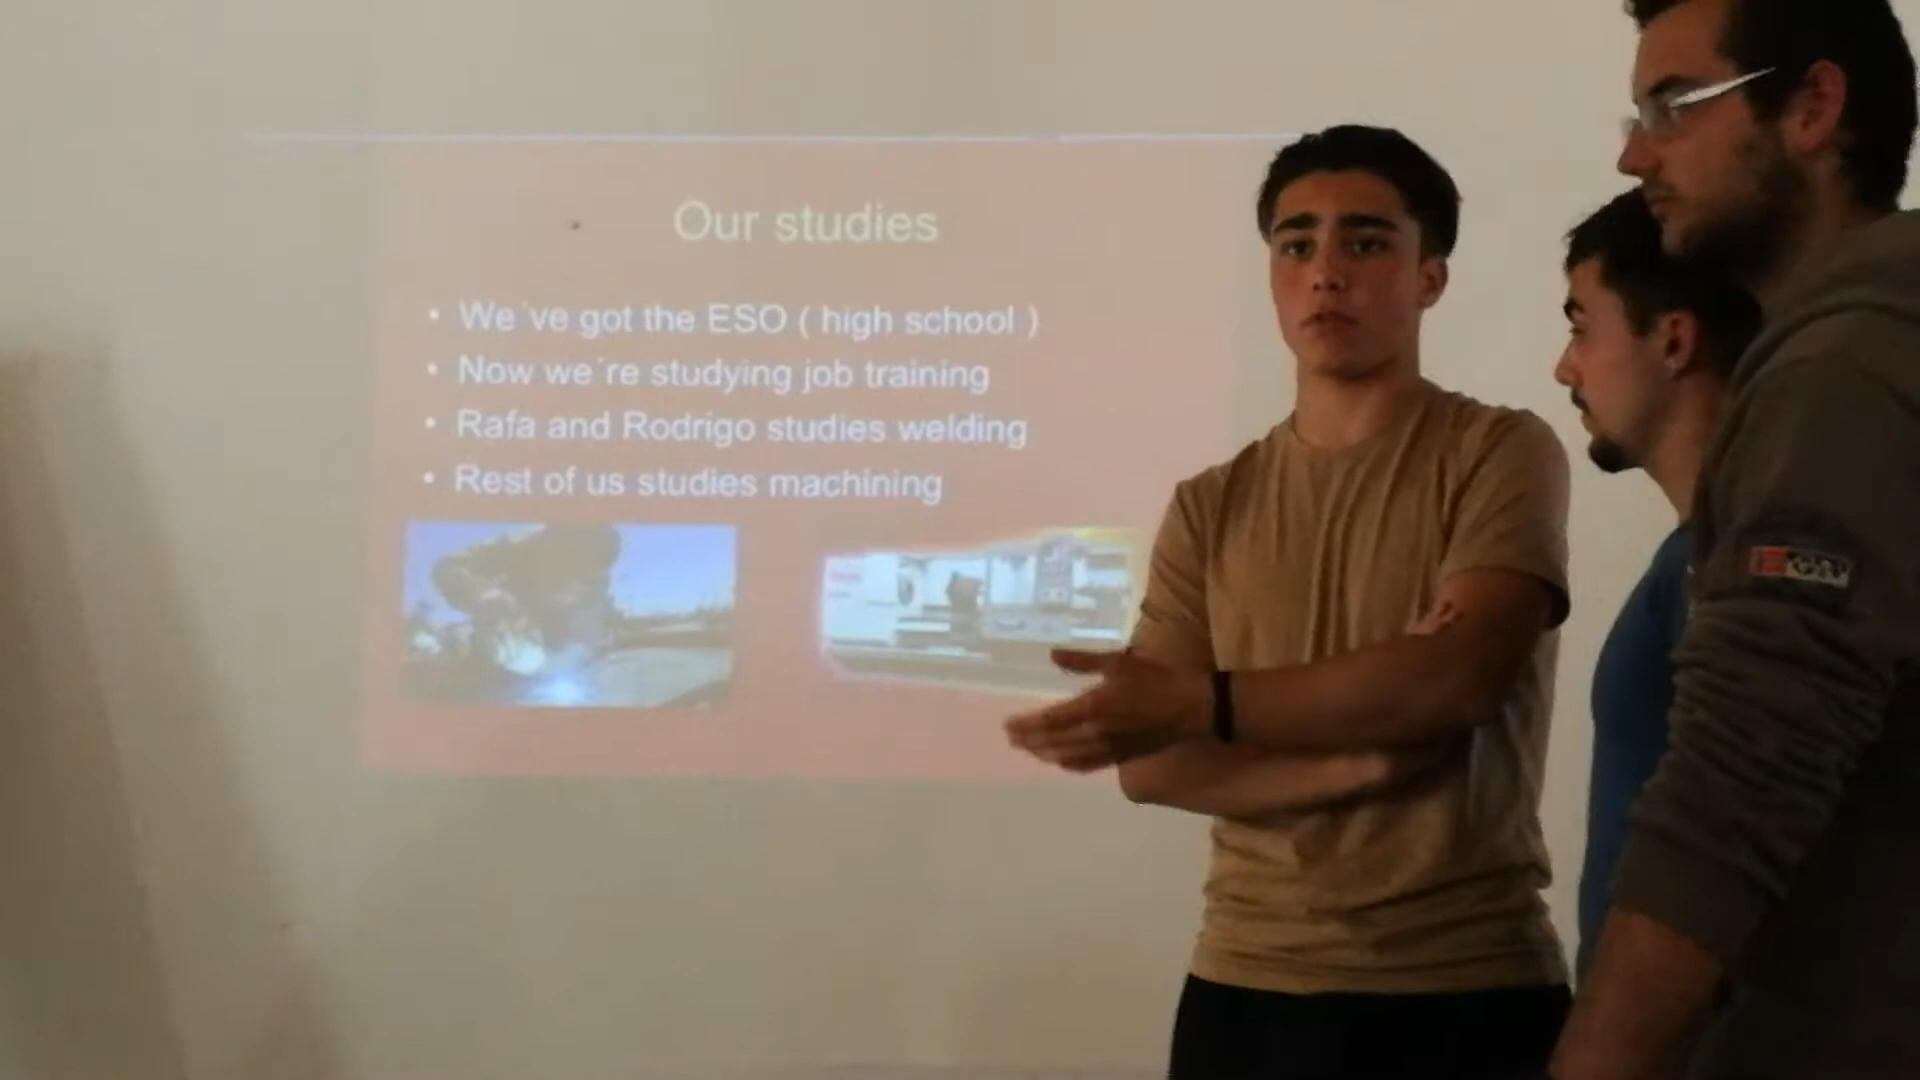 Our studies
• We´ve got the ESO ( high school )
• Now we´re studying job training
• Rafa and Rodrigo studies welding
• Rest of us studies machining